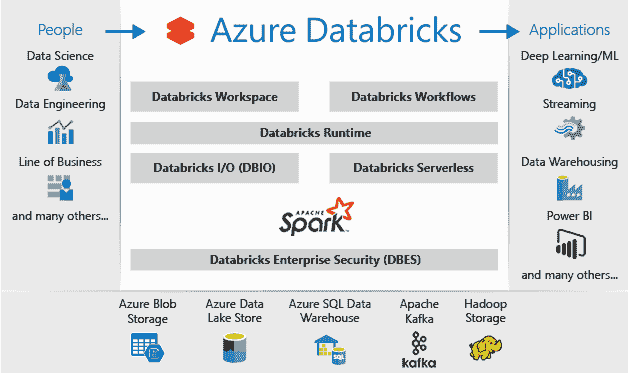 People
Azure Databricks
Applications
Data Science
Data Engineering
Line of Business
and many others...
Databricks Workspace
Databricks Workflows
Databricks Runtime
Databricks I/O (DBIO)
Databricks Serverless
APACHE
Spark™
Databricks Enterprise Security (DBES)
Deep Learning/ML
Streaming
Data Warehousing
Power BI
and many others...
Azure Blob
Storage
Azure Data
Lake Store
Azure SQL Data
Warehouse
SQL
Apache
Kafka
kafka
Hadoop
Storage